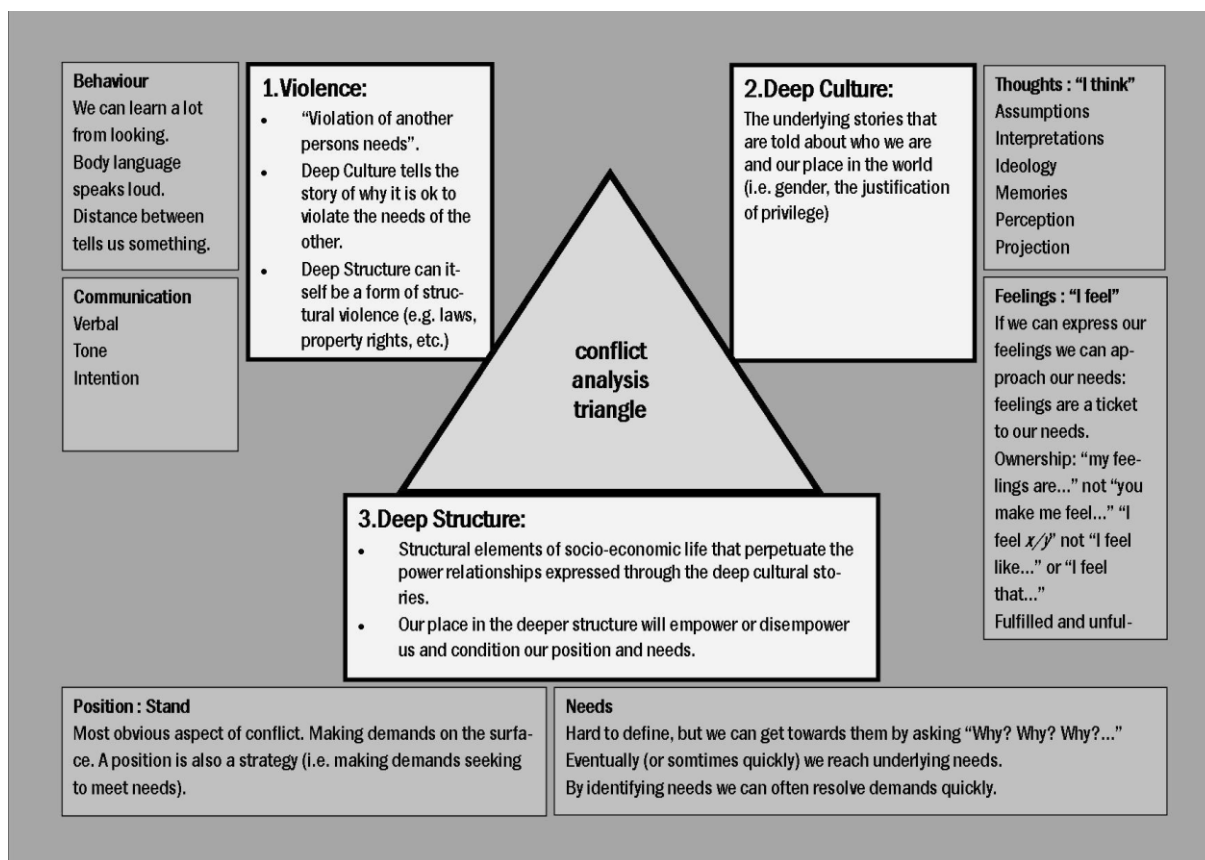 Behaviour
We can learn a lot
from looking.
Body language
speaks loud.
Distance between
tells us something.
Communication
Verbal
Tone
Intention
1.Violence:
• “Violation of another
persons needs”.
• Deep Culture tells the
story of why it is ok to
violate the needs of the
other.
• Deep Structure can it-
self be a form of struc-
tural violence (e.g. laws,
property rights, etc.)
2.Deep Culture:
The underlying stories that
are told about who we are
and our place in the world
(i.e. gender, the justification
of privilege)
Thoughts : “I think”
Assumptions
Interpretations
Ideology
Memories
Perception
Projection
Feelings : “I feel”
If we can express our
feelings we can ap-
proach our needs:
feelings are a ticket
to our needs.
Ownership: “my fee-
lings are...” not “you
make me feel...” “I
feel x/y” not “I feel
like...” or “I feel
that...”
Fulfilled and unful-
conflict
analysis
triangle
3.Deep Structure:
• Structural elements of socio-economic life that perpetuate the
power relationships expressed through the deep cultural sto-
ries.
• Our place in the deeper structure will empower or disempower
us and condition our position and needs.
Position : Stand
Most obvious aspect of conflict. Making demands on the surfa-
ce. A position is also a strategy (i.e. making demands seeking
to meet needs).
Needs
Hard to define, but we can get towards them by asking “Why? Why? Why?...”
Eventually (or somtimes quickly) we reach underlying needs.
By identifying needs we can often resolve demands quickly.